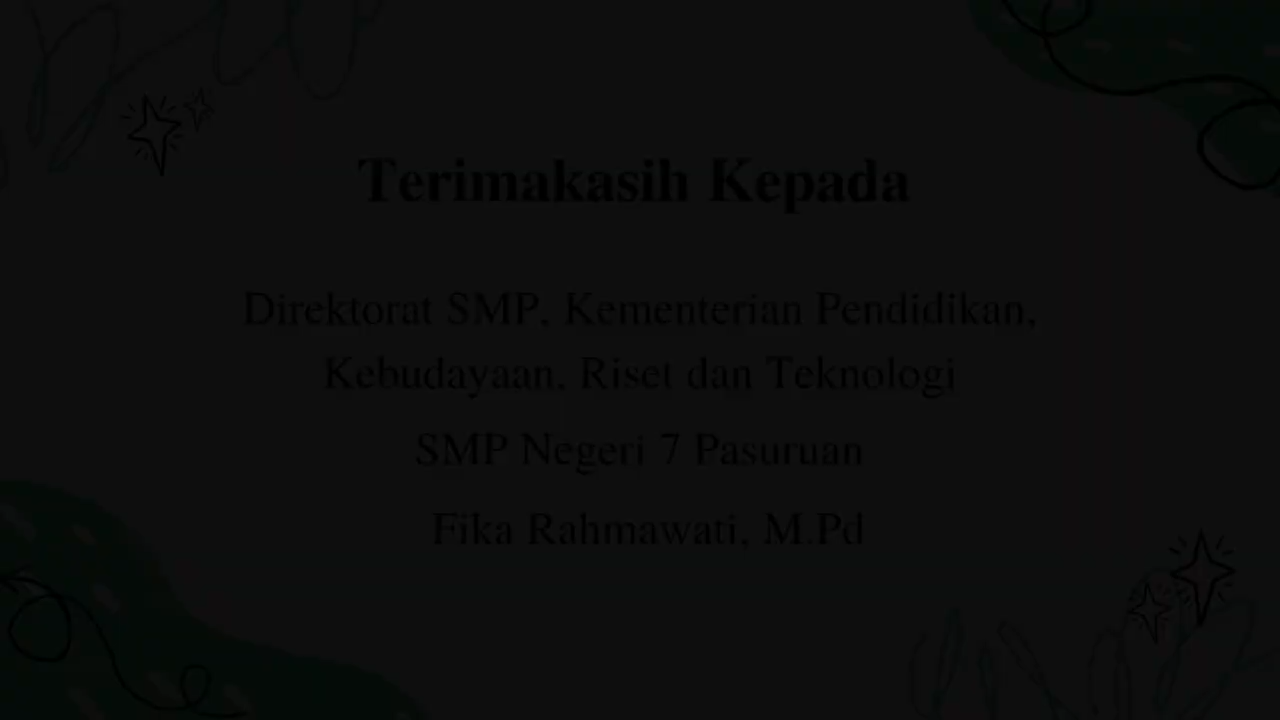 Terimakasih Kepada
Direktorat SMP, Kementerian Pendidikan,
Kebudayaan, Riset dan Teknologi
SMP Negeri 7 Pasuruan
Fika Rahmawati, M.Pd